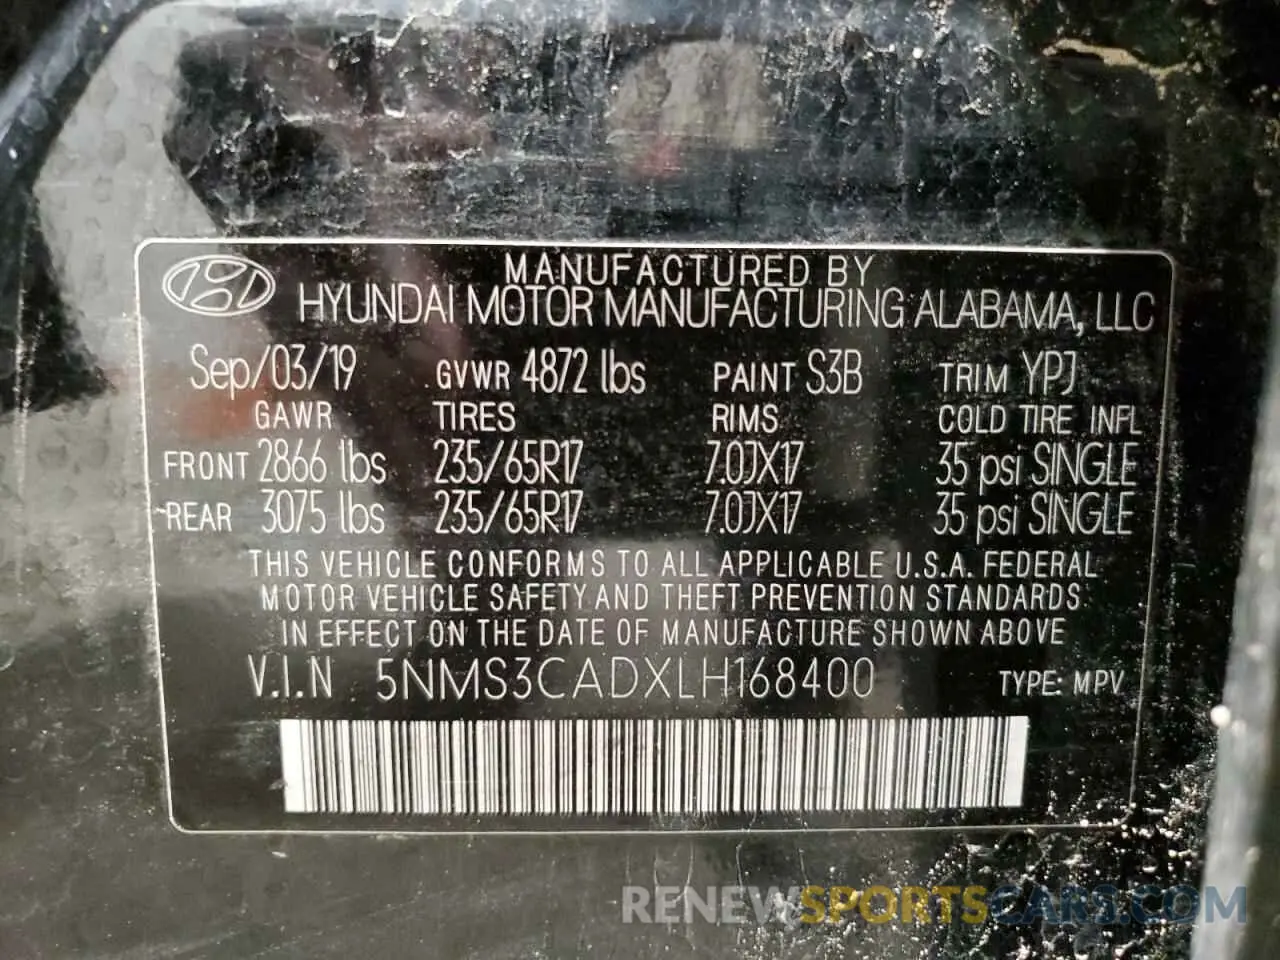 MANUFACTURED BY
HYUNDAI MOTOR MANUFACTURING ALABAMA, LLC
Sep/03/19 GVWR 4872 lbs PAINT S3B TRIM YPJ
GAWR TIRES RIMS COLD TIRE INFL
FRONT 2866 lbs 235/65R17 7.0JX17 35 psi SINGLE
REAR 3075 lbs 235/65R17 7.0JX17 35 psi SINGLE
THIS VEHICLE CONFORMS TO ALL APPLICABLE U.S.A. FEDERAL
MOTOR VEHICLE SAFETY AND THEFT PREVENTION STANDARDS
IN EFFECT ON THE DATE OF MANUFACTURE SHOWN ABOVE
V.I.N 5NMS3CADXLH168400 TYPE: MPV
RENEWSPORTSCARS.COM